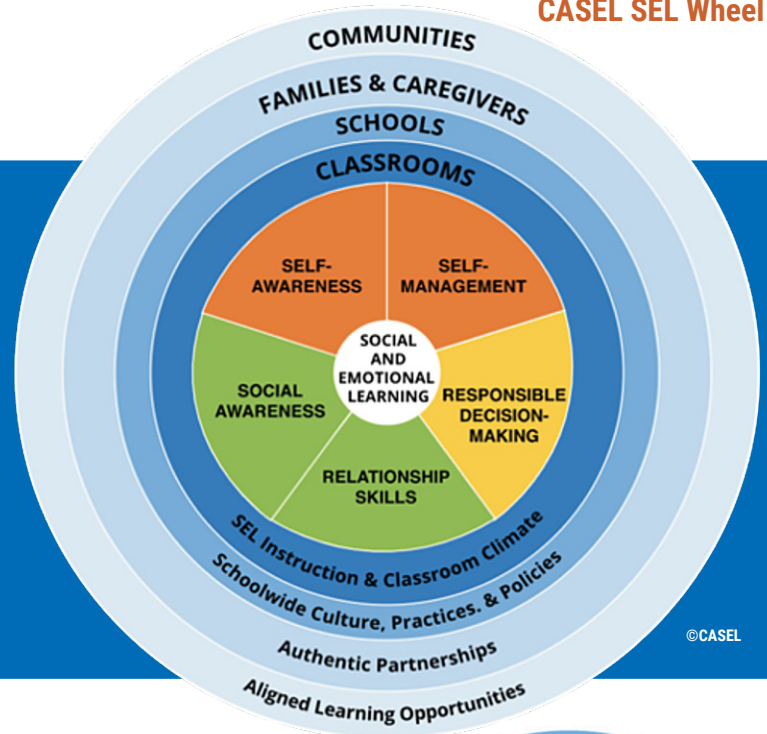 CASEL SEL Wheel
COMMUNITIES
FAMILIES & CAREGIVERS
SCHOOLS
CLASSROOMS
SELF-
AWARENESS
SELF-
MANAGEMENT
SOCIAL
AND
EMOTIONAL
LEARNING
SOCIAL
AWARENESS
RESPONSIBLE
DECISION-
MAKING
RELATIONSHIP
SKILLS
SEL Instruction & Classroom Climate
Schoolwide Culture, Practices. & Policies
Authentic Partnerships
Aligned Learning Opportunities
©CASEL